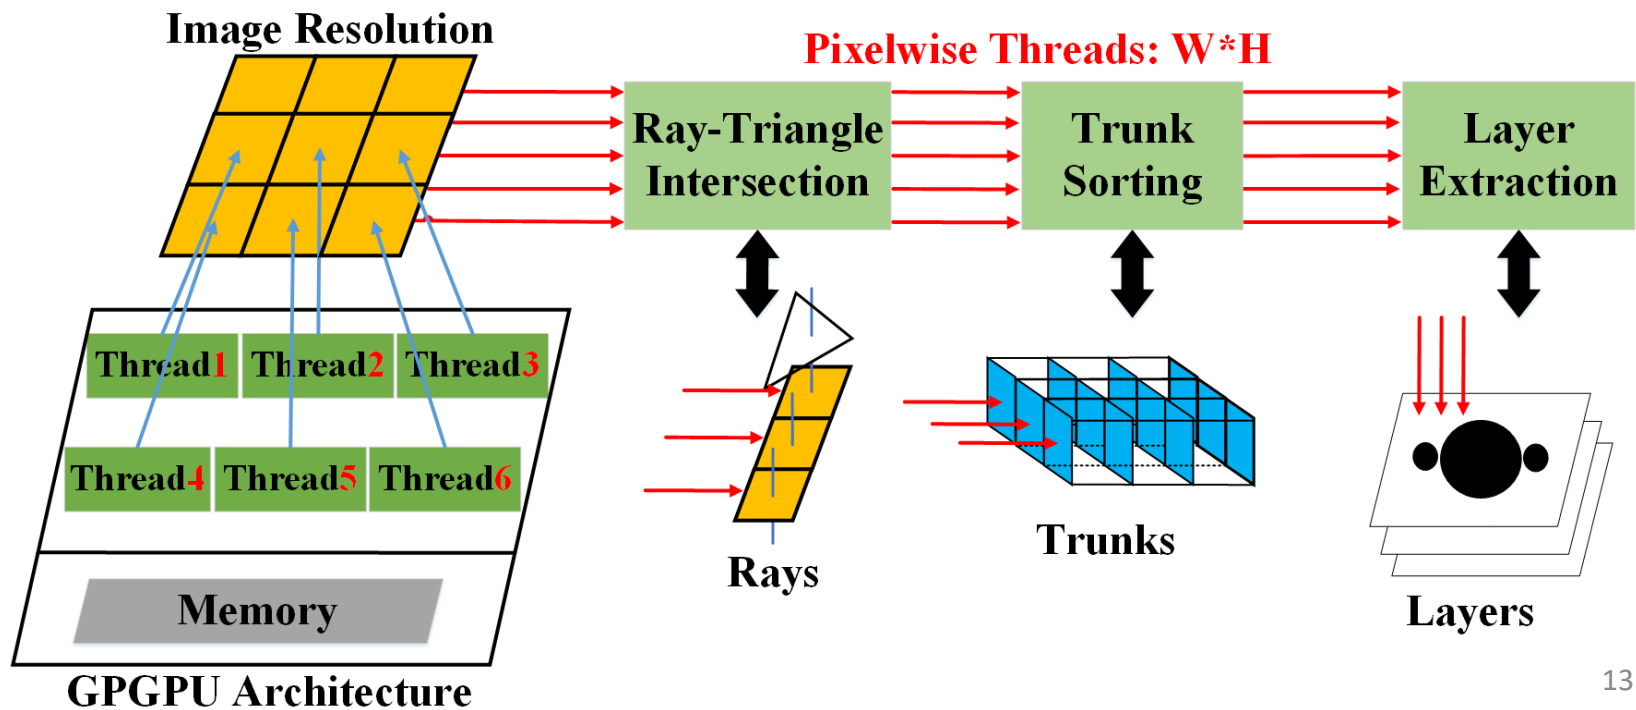 Image Resolution
Pixelwise Threads: W*H
Ray-Triangle
Intersection
Trunk
Sorting
Layer
Extraction
Thread1
Thread2
Thread3
Thread4
Thread5
Thread6
Memory
GPGPU Architecture
Rays
Trunks
Layers
13